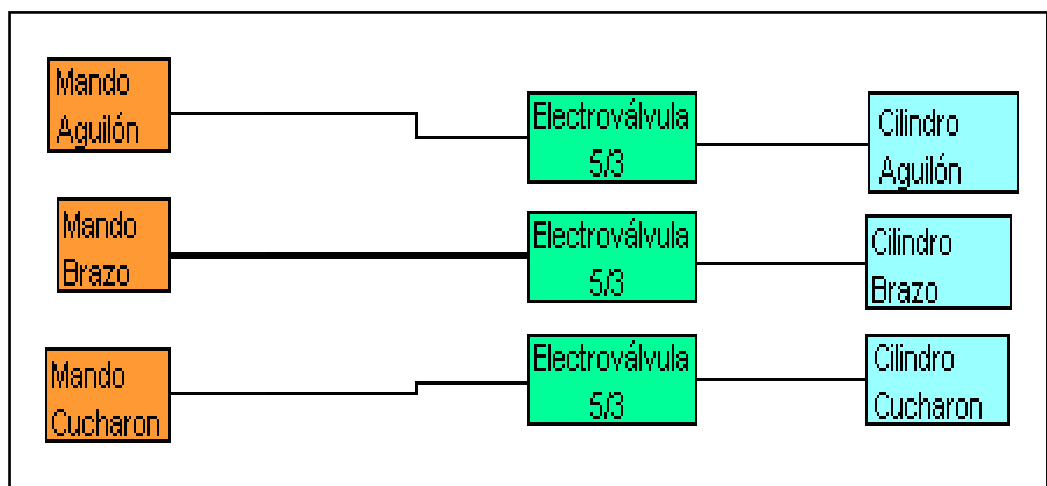 Mando
Aguilón
Electroválvula
5/3
Cilindro
Aguilón
Mando
Brazo
Electroválvula
5/3
Cilindro
Brazo
Mando
Cucharon
Electroválvula
5/3
Cilindro
Cucharon